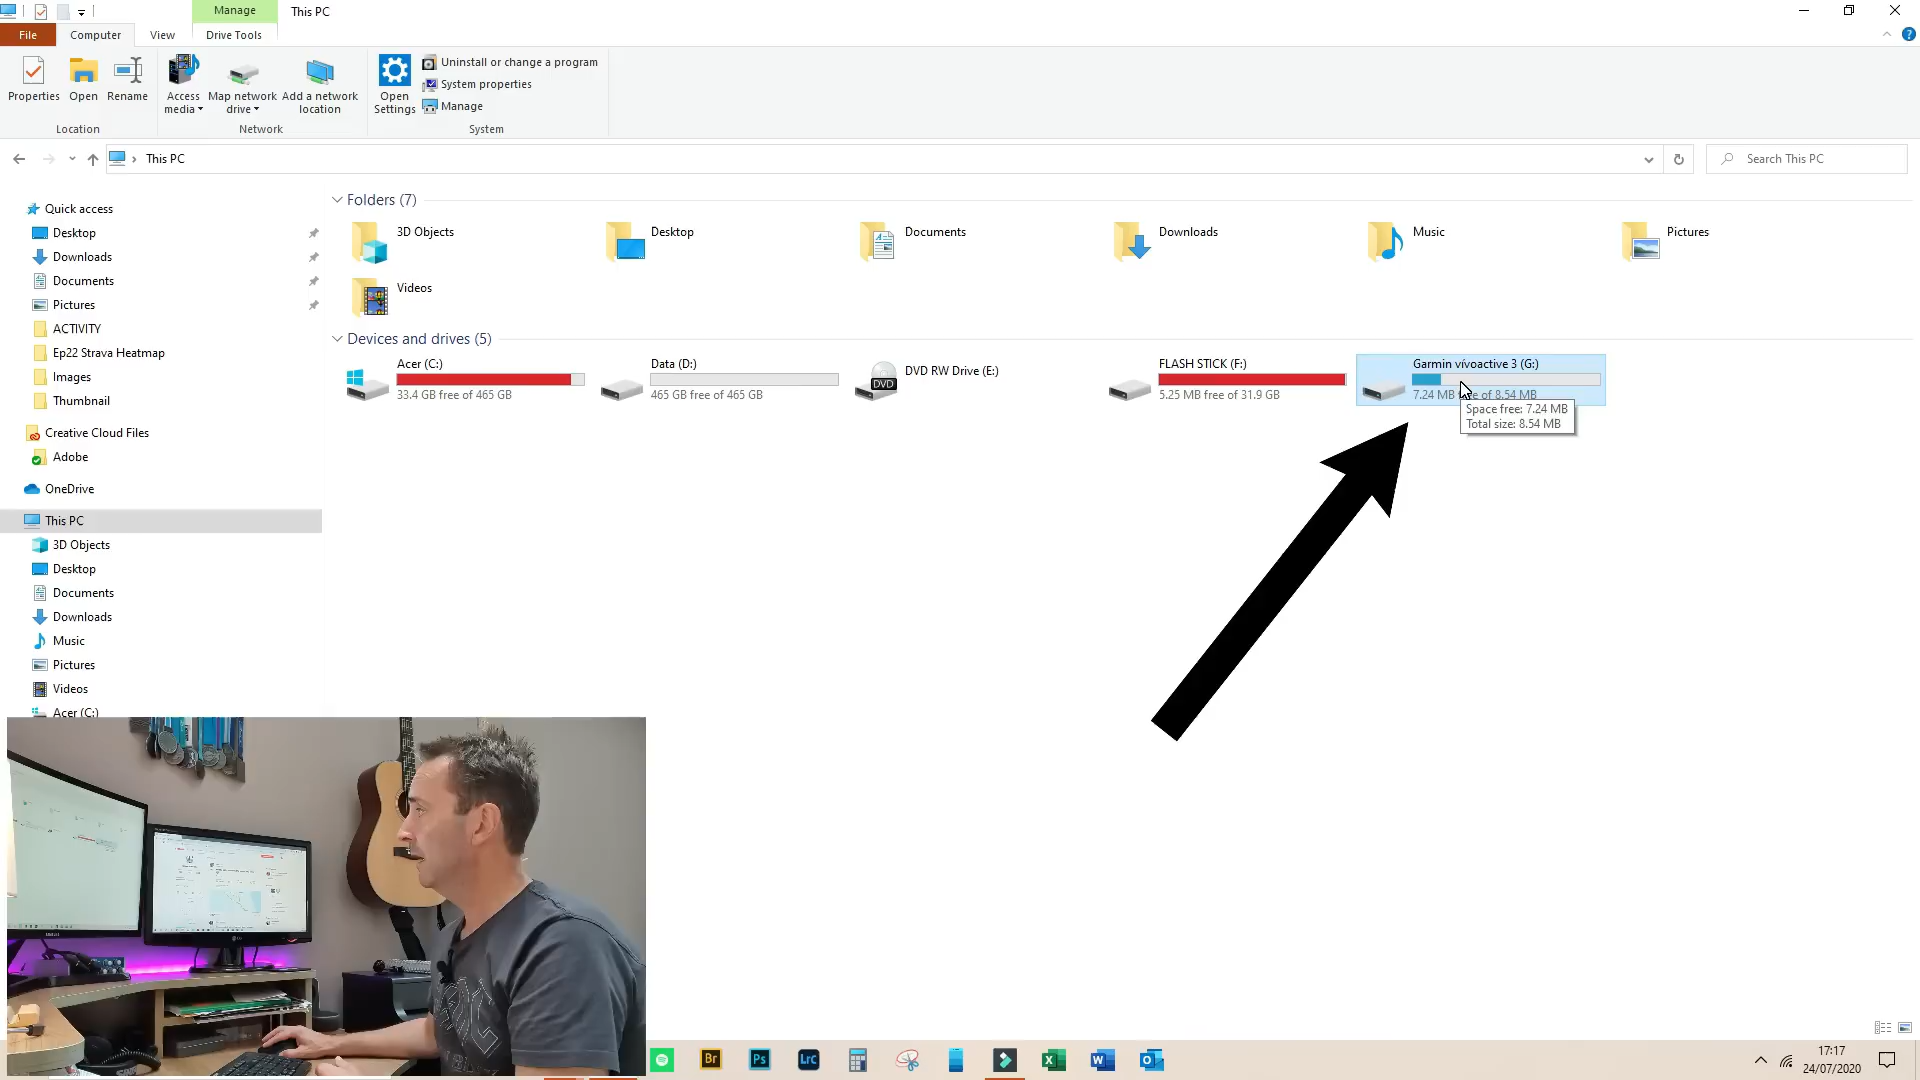 Manage
This PC
File
Computer
View
Drive Tools
Properties
Open
Rename
Access media
Map network drive
Add a network location
Open Settings
Uninstall or change a program
System properties
Manage
Location
Network
System
This PC
Search This PC
Quick access
Desktop
Downloads
Documents
Pictures
ACTIVITY
Ep22 Strava Heatmap
Images
Thumbnail
Creative Cloud Files
Adobe
OneDrive
This PC
3D Objects
Desktop
Documents
Downloads
Music
Pictures
Videos
Acer (C:)
Folders (7)
3D Objects
Desktop
Documents
Downloads
Music
Pictures
Videos
Devices and drives (5)
Acer (C:)
33.4 GB free of 465 GB
Data (D:)
465 GB free of 465 GB
DVD RW Drive (E:)
DVD
FLASH STICK (F:)
5.25 MB free of 31.9 GB
Garmin vívoactive 3 (G:)
7.24 MB free of 8.54 MB
Space free: 7.24 MB
Total size: 8.54 MB
Br
Ps
Lrc
17:17
24/07/2020